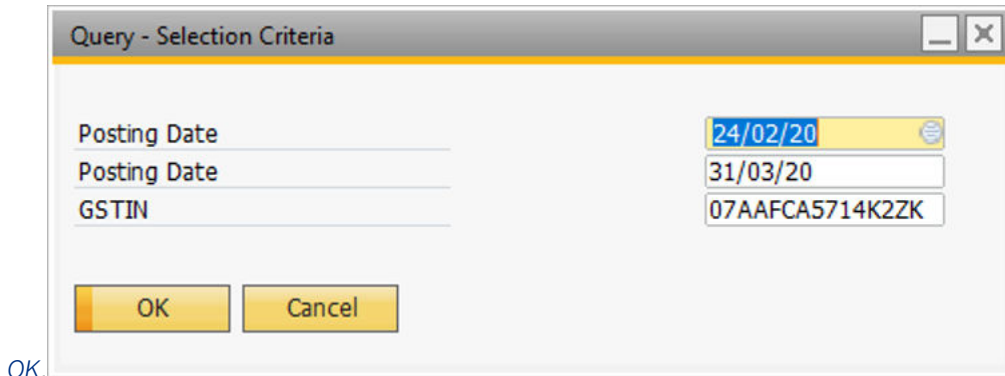 Query - Selection Criteria
Posting Date 24/02/20
Posting Date 31/03/20
GSTIN 07AAFCA5714K2ZK
OK Cancel
OK.